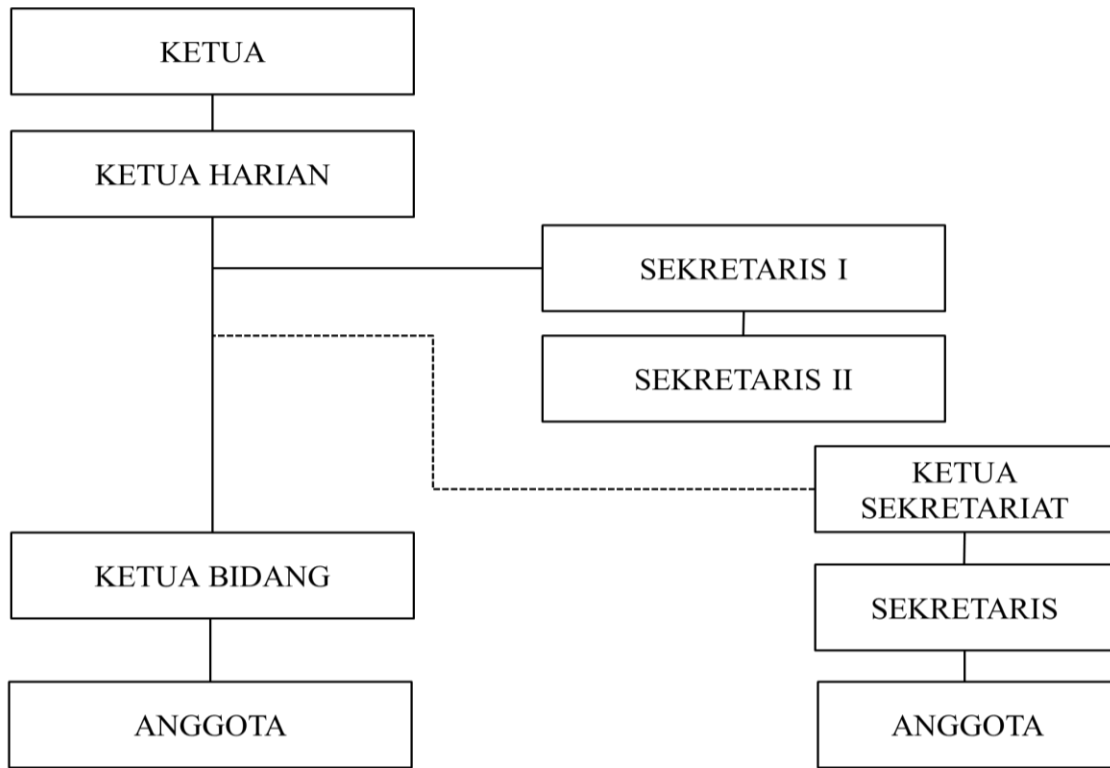 KETUA
KETUA HARIAN
SEKRETARIS I
SEKRETARIS II
KETUA
SEKRETARIAT
KETUA BIDANG
SEKRETARIS
ANGGOTA
ANGGOTA